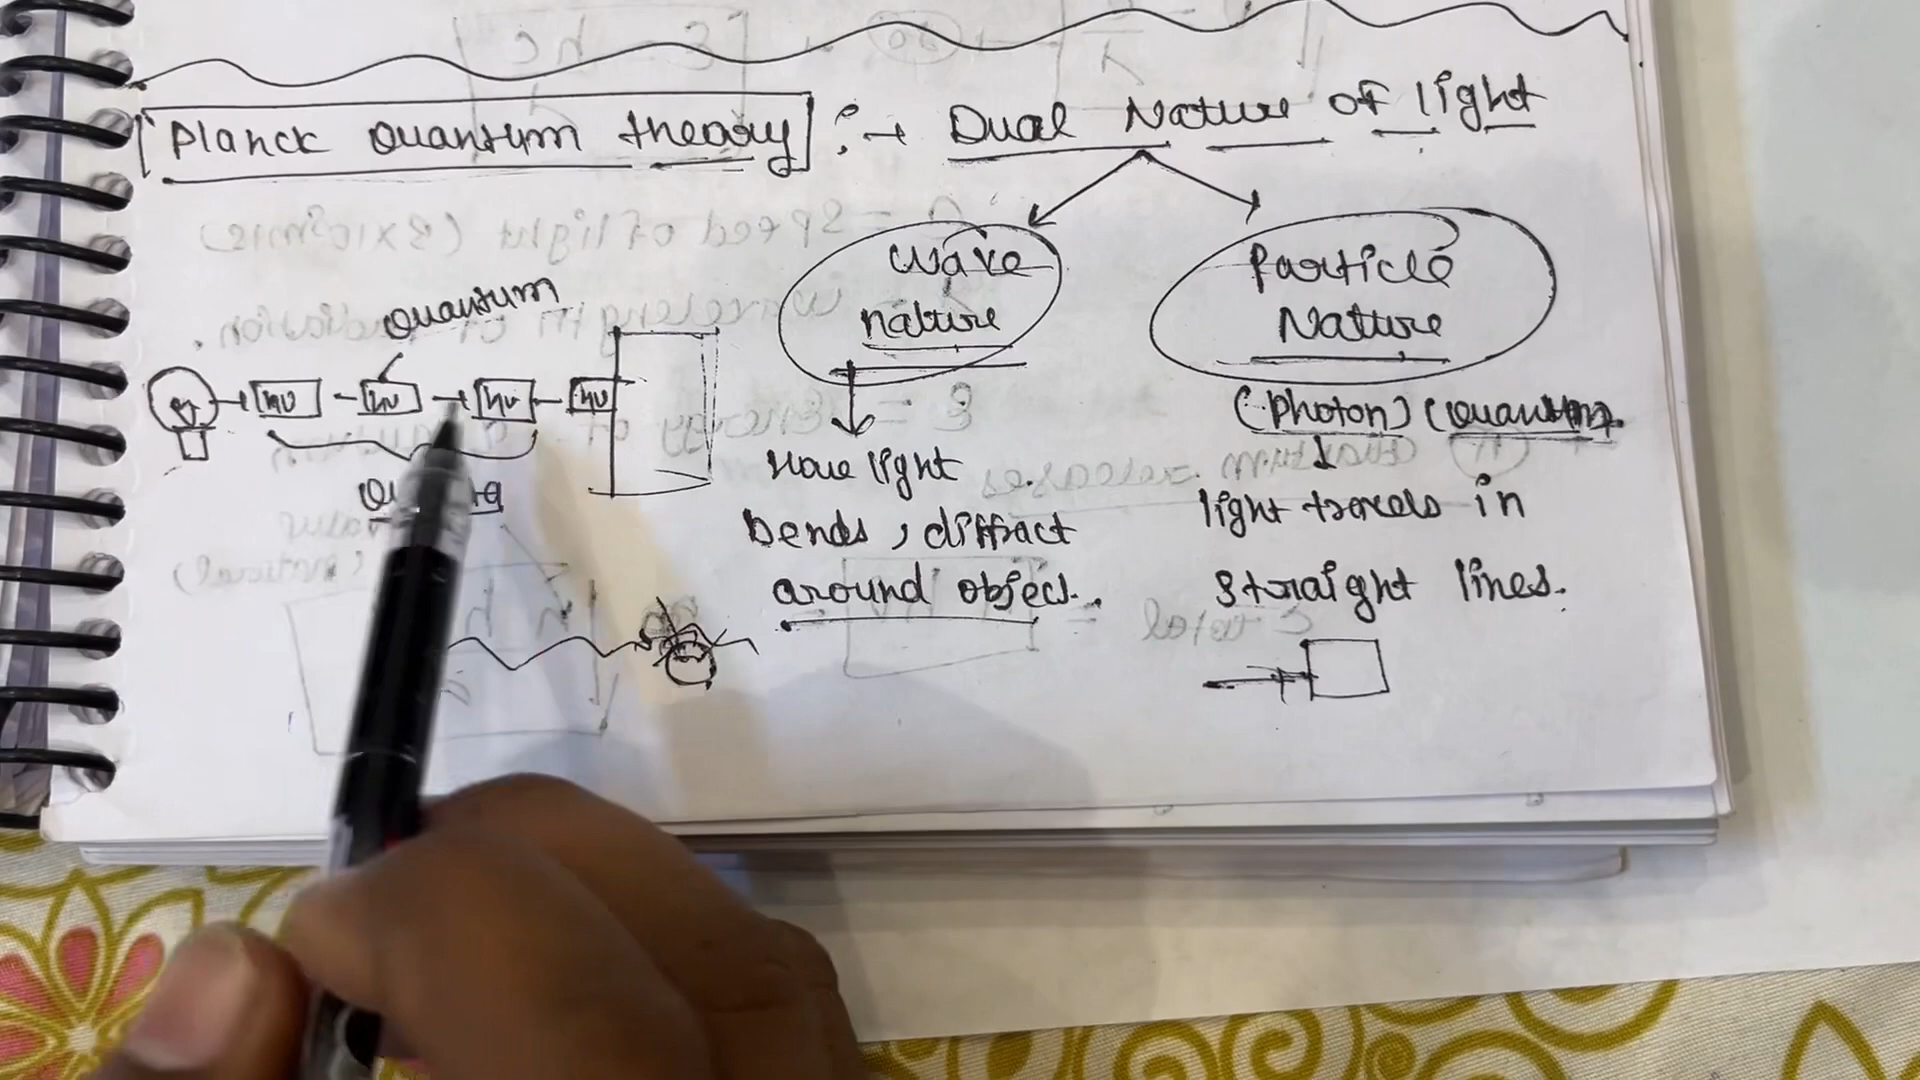 Planck Quantum theory :→ Dual Nature of light
Wave nature
Particle Nature
Quantum
hν hν hν hν
(Photon) (Quantum)
light
bends, diffract
around object.
light travels in
straight lines.